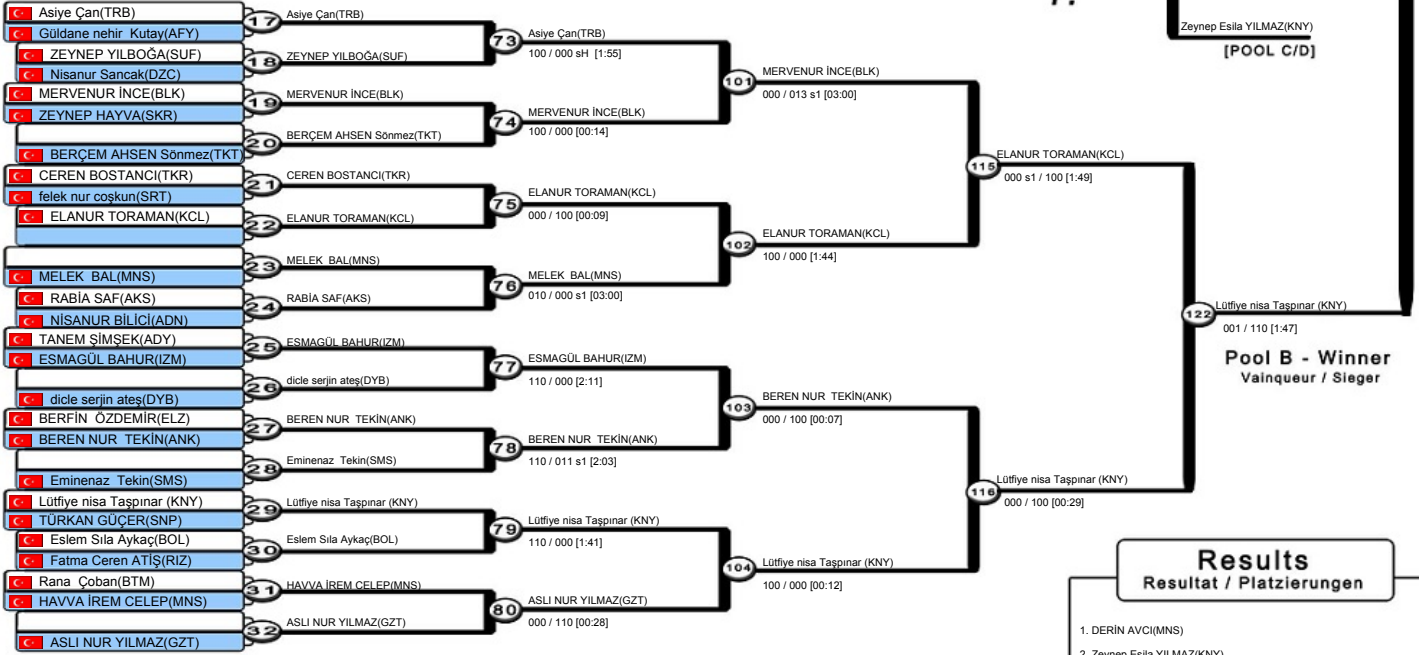 Asiye Çan(TRB)
Güldane nehir Kutay(AFY)
ZEYNEP YILBOĞA(SUF)
Nisanur Sancak(DZC)
MERVENUR İNCE(BLK)
ZEYNEP HAYVA(SKR)
BERÇEM AHSEN Sönmez(TKT)
CEREN BOSTANCI(TKR)
felek nur coşkun(SRT)
ELANUR TORAMAN(KCL)
MELEK BAL(MNS)
RABİA SAF(AKS)
NİSANUR BİLİCİ(ADN)
TANEM ŞİMŞEK(ADY)
ESMAGÜL BAHUR(IZM)
dicle serjin ateş(DYB)
BERFİN ÖZDEMİR(ELZ)
BEREN NUR TEKİN(ANK)
Eminenaz Tekin(SMS)
Lütfiye nisa Taşpınar (KNY)
TÜRKAN GÜÇER(SNP)
Eslem Sıla Aykaç(BOL)
Fatma Ceren ATİŞ(RIZ)
Rana Çoban(BTM)
HAVVA İREM CELEP(MNS)
ASLI NUR YILMAZ(GZT)
17 Asiye Çan(TRB)
18 ZEYNEP YILBOĞA(SUF)
19 MERVENUR İNCE(BLK)
20 BERÇEM AHSEN Sönmez(TKT)
21 CEREN BOSTANCI(TKR)
22 ELANUR TORAMAN(KCL)
23 MELEK BAL(MNS)
24 RABİA SAF(AKS)
25 ESMAGÜL BAHUR(IZM)
26 dicle serjin ateş(DYB)
27 BEREN NUR TEKİN(ANK)
28 Eminenaz Tekin(SMS)
29 Lütfiye nisa Taşpınar (KNY)
30 Eslem Sıla Aykaç(BOL)
31 HAVVA İREM CELEP(MNS)
32 ASLI NUR YILMAZ(GZT)
73 Asiye Çan(TRB)
100 / 000 sH [1:55]
74 MERVENUR İNCE(BLK)
100 / 000 [00:14]
75 ELANUR TORAMAN(KCL)
000 / 100 [00:09]
76 MELEK BAL(MNS)
010 / 000 s1 [03:00]
77 ESMAGÜL BAHUR(IZM)
110 / 000 [2:11]
78 BEREN NUR TEKİN(ANK)
110 / 011 s1 [2:03]
79 Lütfiye nisa Taşpınar (KNY)
110 / 000 [1:41]
80 ASLI NUR YILMAZ(GZT)
000 / 110 [00:28]
101 MERVENUR İNCE(BLK)
000 / 013 s1 [03:00]
102 ELANUR TORAMAN(KCL)
100 / 000 [1:44]
103 BEREN NUR TEKİN(ANK)
000 / 100 [00:07]
104 Lütfiye nisa Taşpınar (KNY)
100 / 000 [00:12]
115 ELANUR TORAMAN(KCL)
000 s1 / 100 [1:49]
116 Lütfiye nisa Taşpınar (KNY)
000 / 100 [00:29]
Zeynep Esila YILMAZ(KNY)
[POOL C/D]
122 Lütfiye nisa Taşpınar (KNY)
001 / 110 [1:47]
Pool B - Winner
Vainqueur / Sieger
Results
Resultat / Platzierungen
1. DERİN AVCI(MNS)
2. Zeynep Esila YILMAZ(KNY)